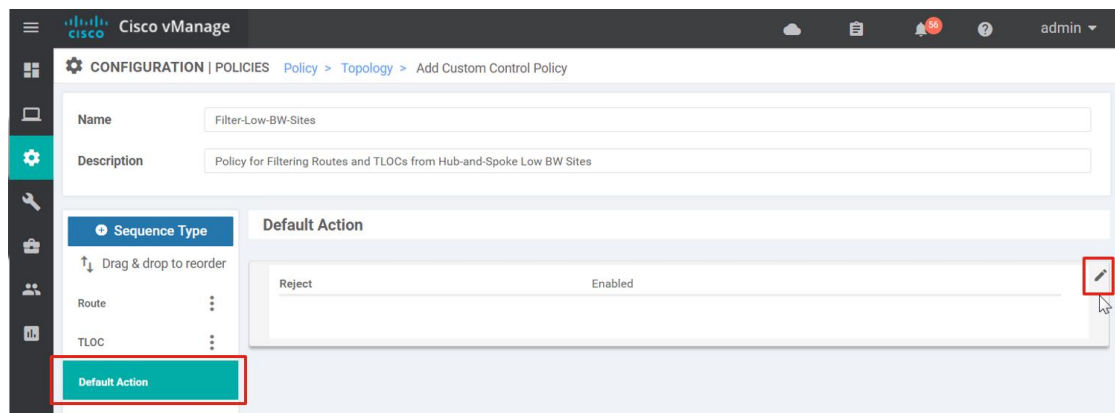 CISCO Cisco vManage 56 admin
CONFIGURATION | POLICIES Policy > Topology > Add Custom Control Policy
Name Filter-Low-BW-Sites
Description Policy for Filtering Routes and TLOCs from Hub-and-Spoke Low BW Sites
Sequence Type
Default Action
Drag & drop to reorder
Reject Enabled
Route
TLOC
Default Action